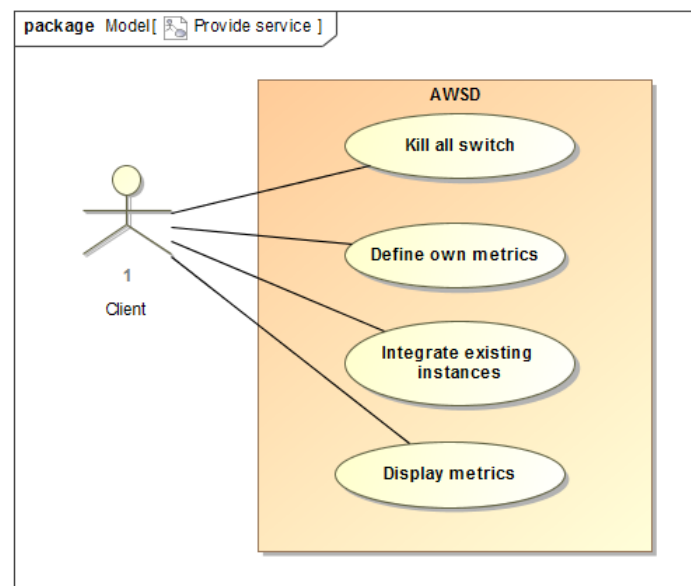 package Model[ Provide service ]
AWSD
Kill all switch
Define own metrics
1
Client
Integrate existing
instances
Display metrics